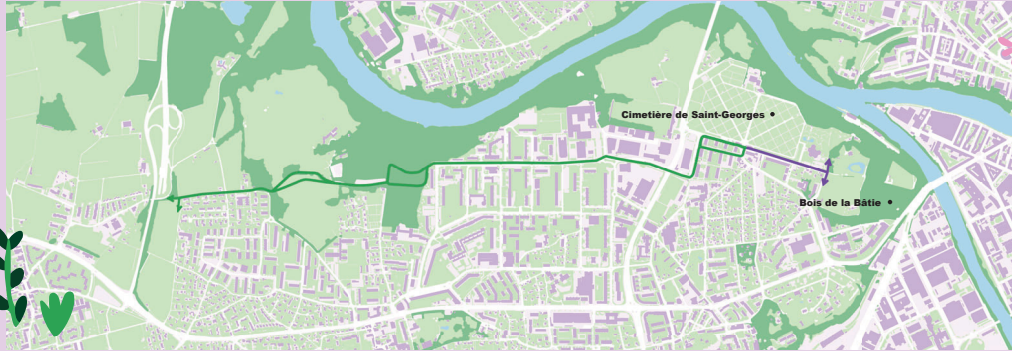 Cimetière de Saint-Georges •
Bois de la Bâtie •